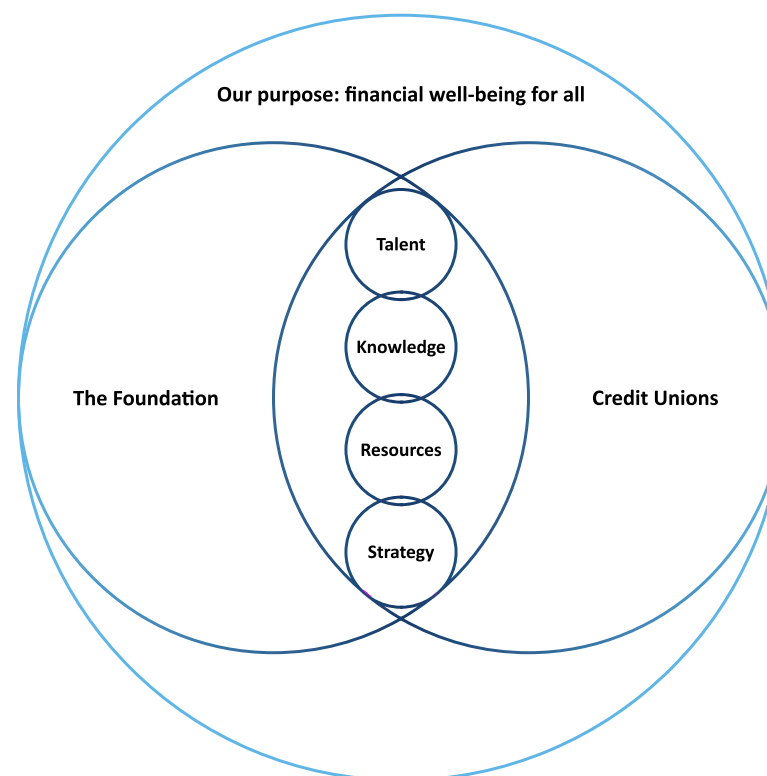 Our purpose: financial well-being for all
Talent
Knowledge
The Foundation
Credit Unions
Resources
Strategy